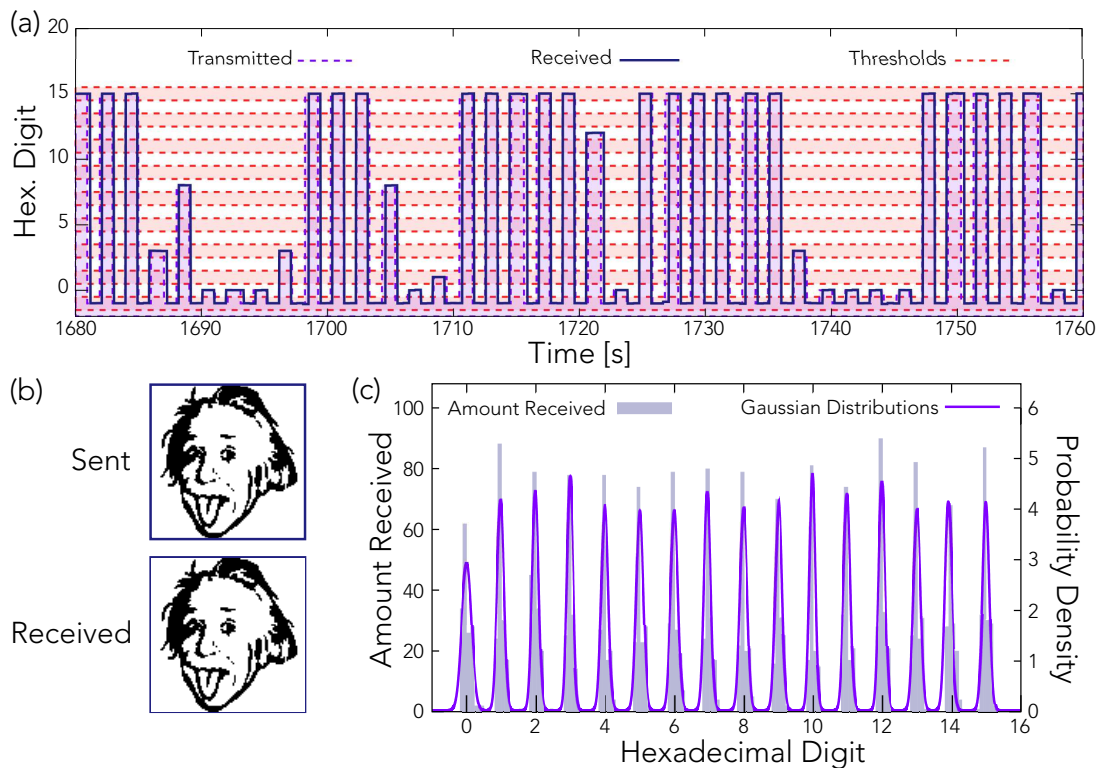 (a)
20
15
10
5
0
Hex. Digit
Transmitted
Received
Thresholds
1680 1690 1700 1710 1720 1730 1740 1750 1760
Time [s]
(b)
Sent
Received
(c)
100
80
60
40
20
0
Amount Received
Amount Received
Gaussian Distributions
6
5
4
3
2
1
0
Probability Density
0 2 4 6 8 10 12 14 16
Hexadecimal Digit